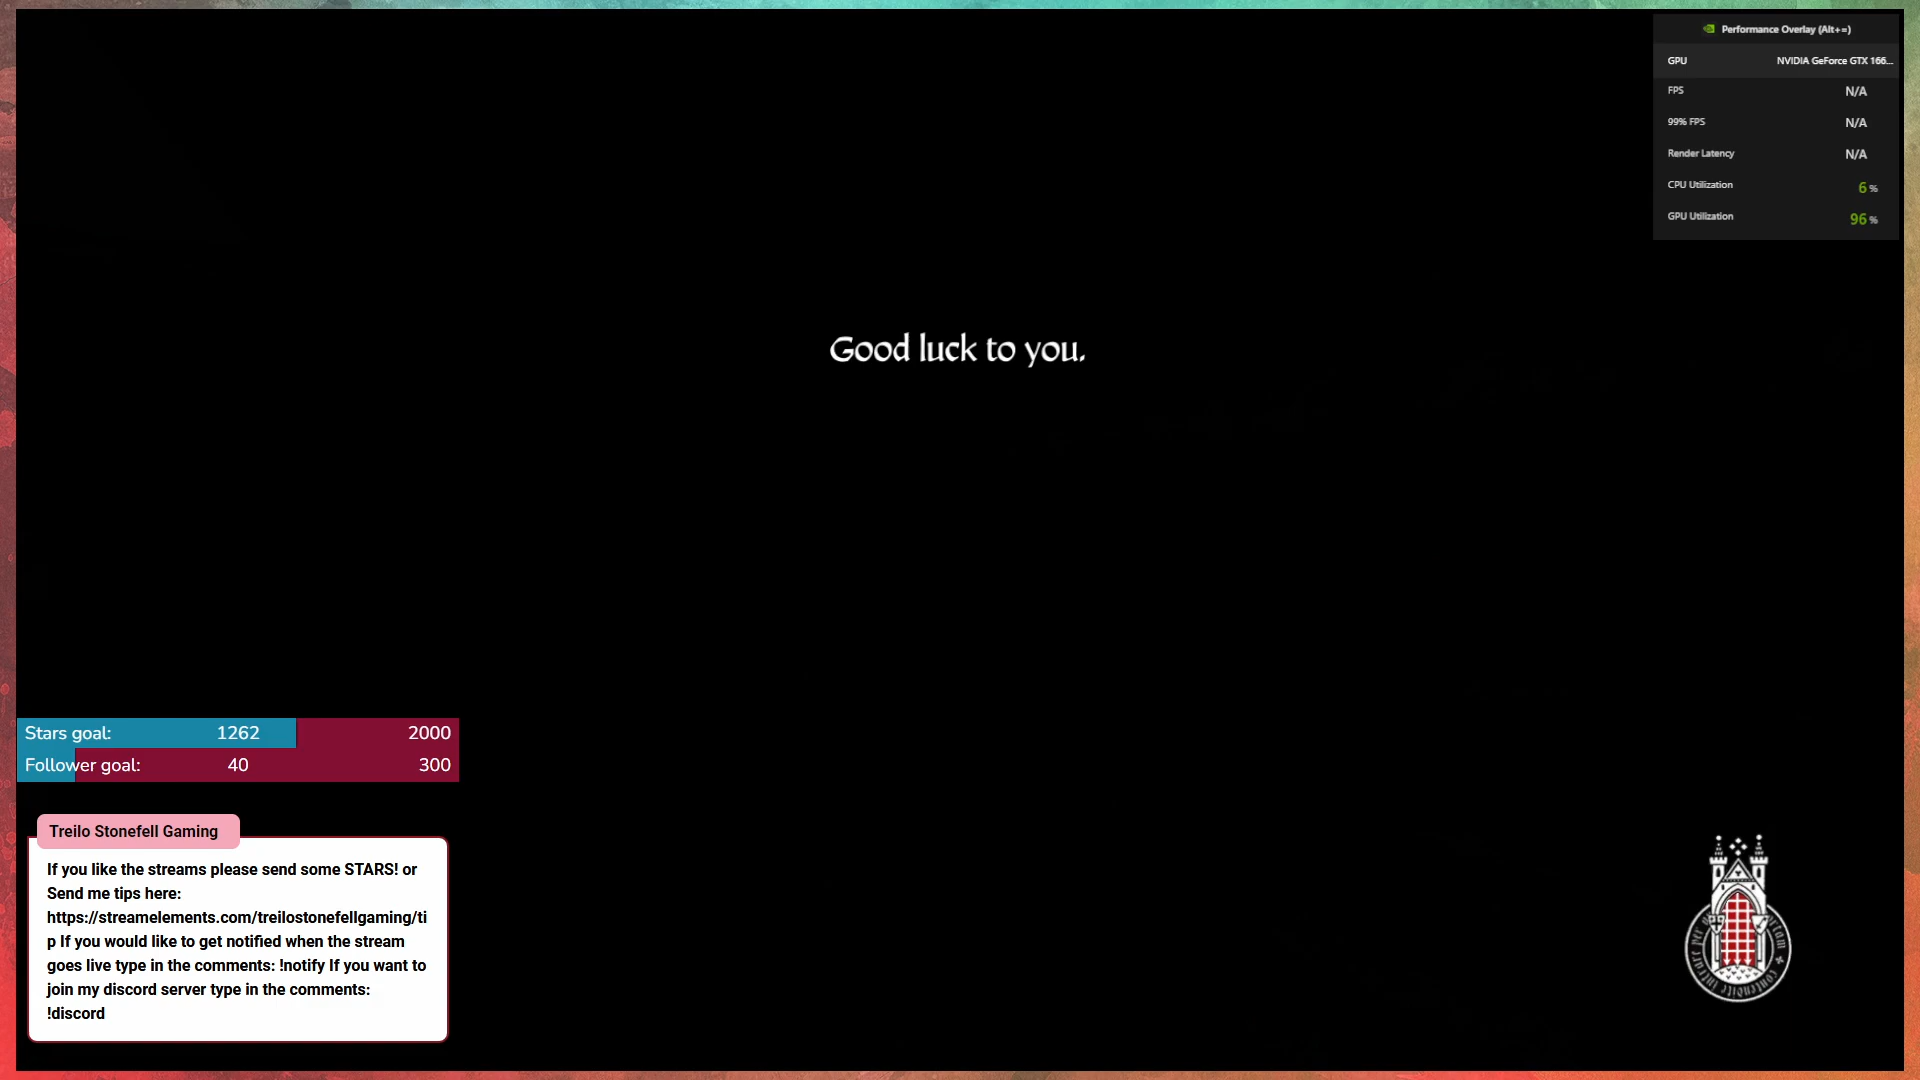 Performance Overlay (Alt+=)
GPU NVIDIA GeForce GTX 166...
FPS N/A
99% FPS N/A
Render Latency N/A
CPU Utilization 6 %
GPU Utilization 96 %
Good luck to you.
Stars goal: 1262 2000
Follower goal: 40 300
Treilo Stonefell Gaming
If you like the streams please send some STARS! or
Send me tips here:
https://streamelements.com/treilostonefellgaming/ti
p If you would like to get notified when the stream
goes live type in the comments: !notify If you want to
join my discord server type in the comments:
!discord